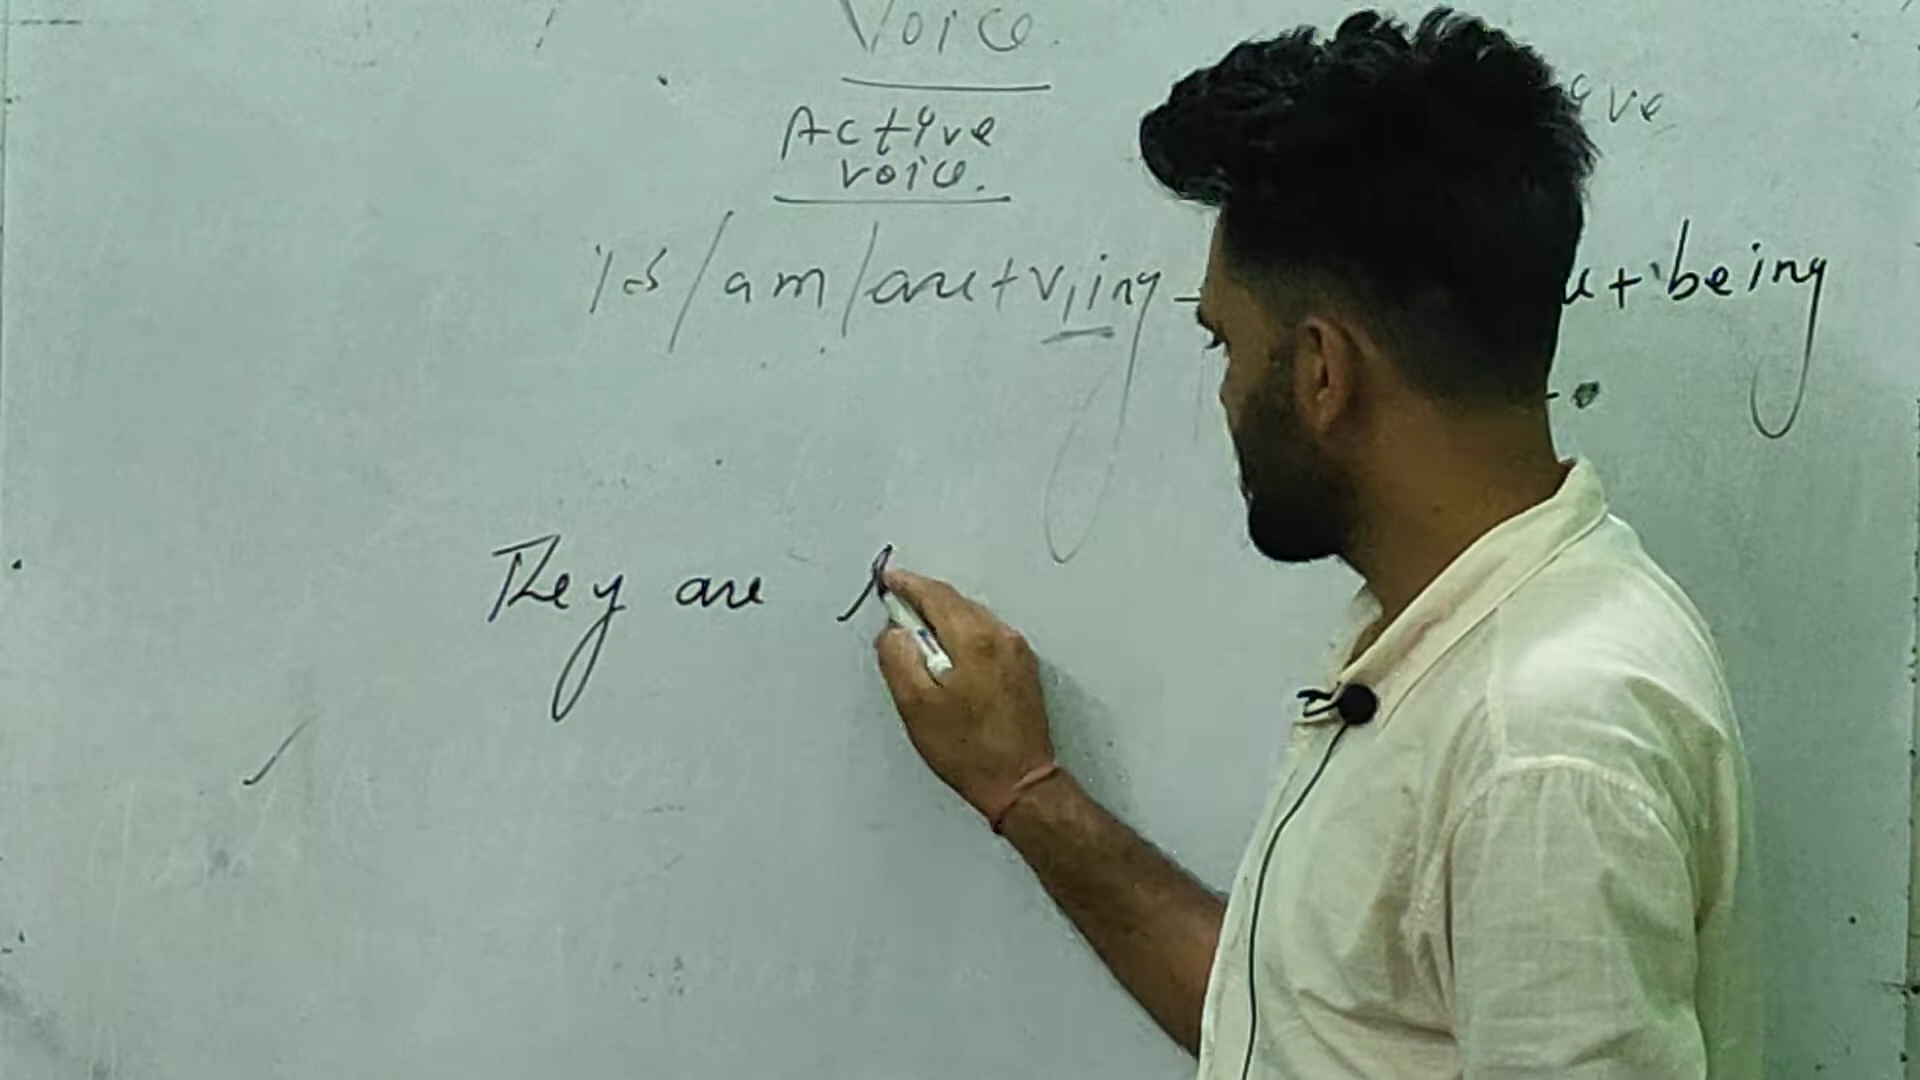 Voice
Active
voice.
is/am/are+V₁ing
+being
They are